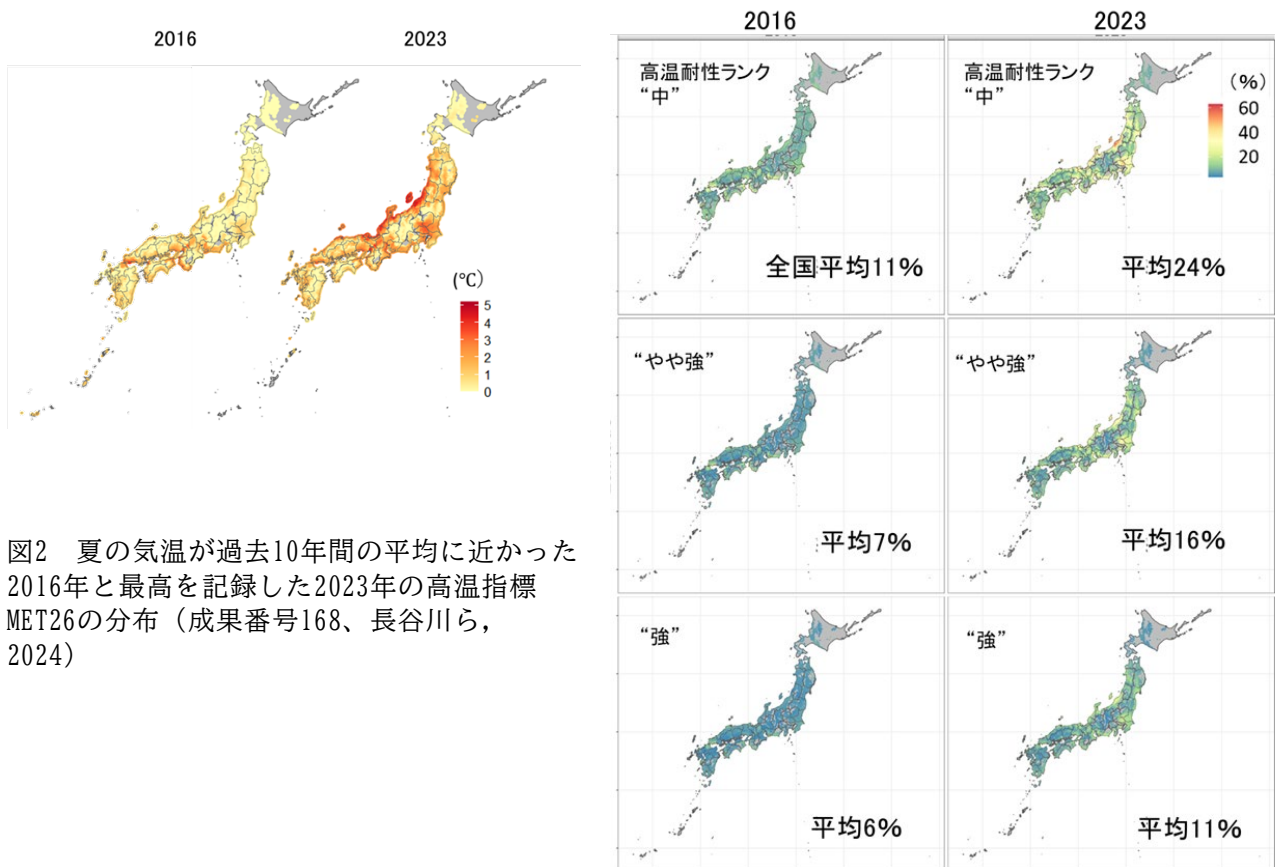 2016
2023
(℃)
5
4
3
2
1
0
図2 夏の気温が過去10年間の平均に近かった
2016年と最高を記録した2023年の高温指標
MET26の分布（成果番号168、長谷川ら，
2024）
2016
2023
高温耐性ランク
“中”
全国平均11%
高温耐性ランク
“中”
(%)
60
40
20
平均24%
“やや強”
平均7%
“やや強”
平均16%
“強”
平均6%
“強”
平均11%